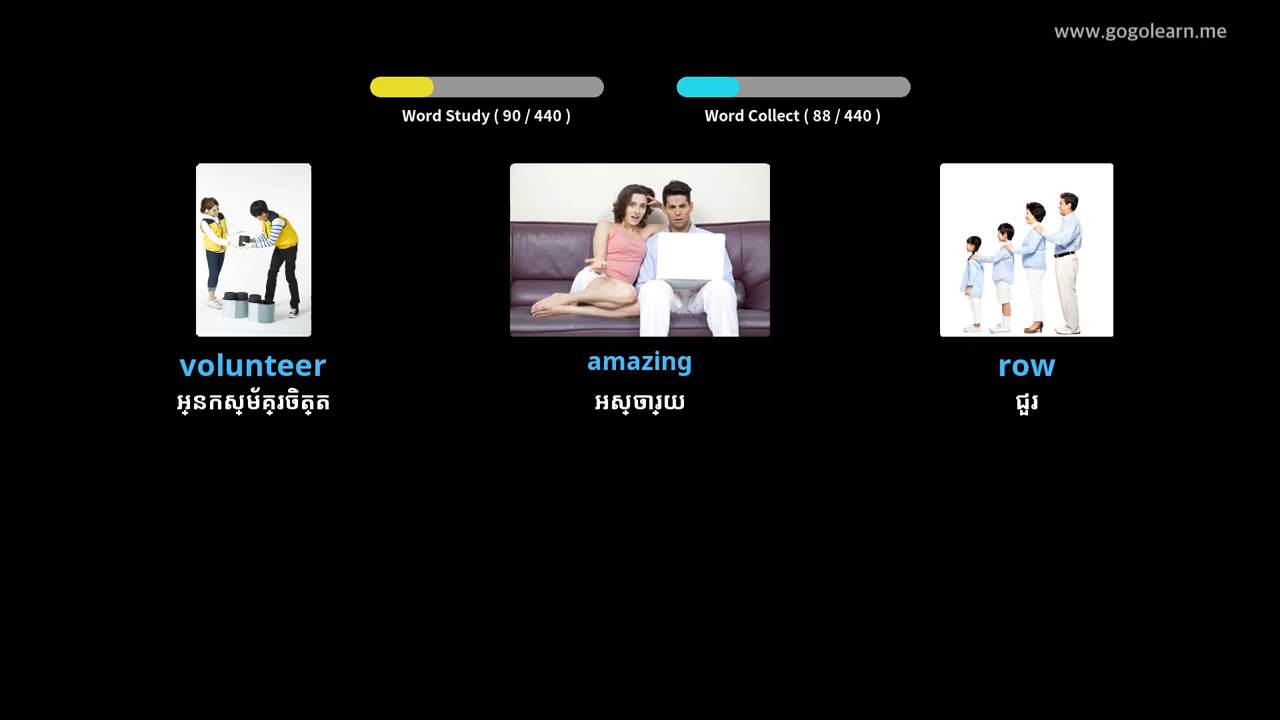 www.gogolearn.me
Word Study ( 90 / 440 )
Word Collect ( 88 / 440 )
volunteer
អ្នកស្ម័គ្រចិត្ត
amazing
អស្ចារ្យ
row
ជួរ